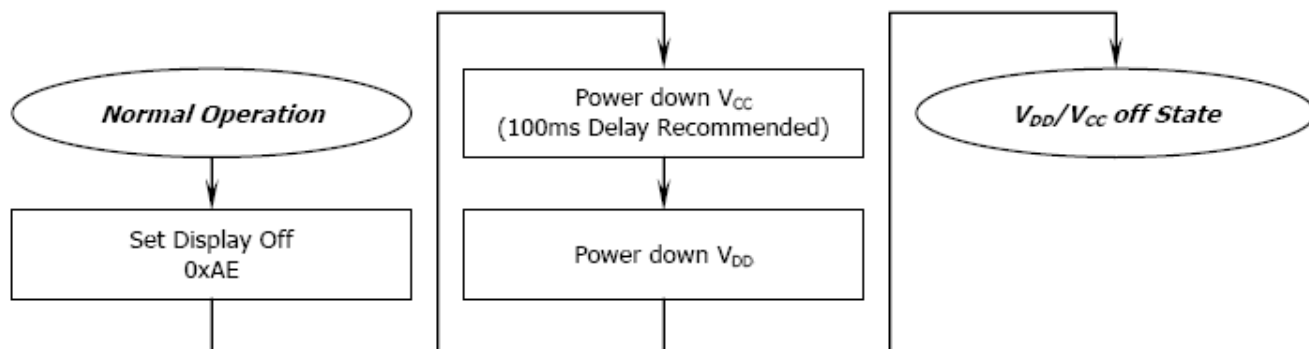 Normal Operation
Set Display Off
0xAE
Power down VCC
(100ms Delay Recommended)
Power down VDD
VDD/VCC off State